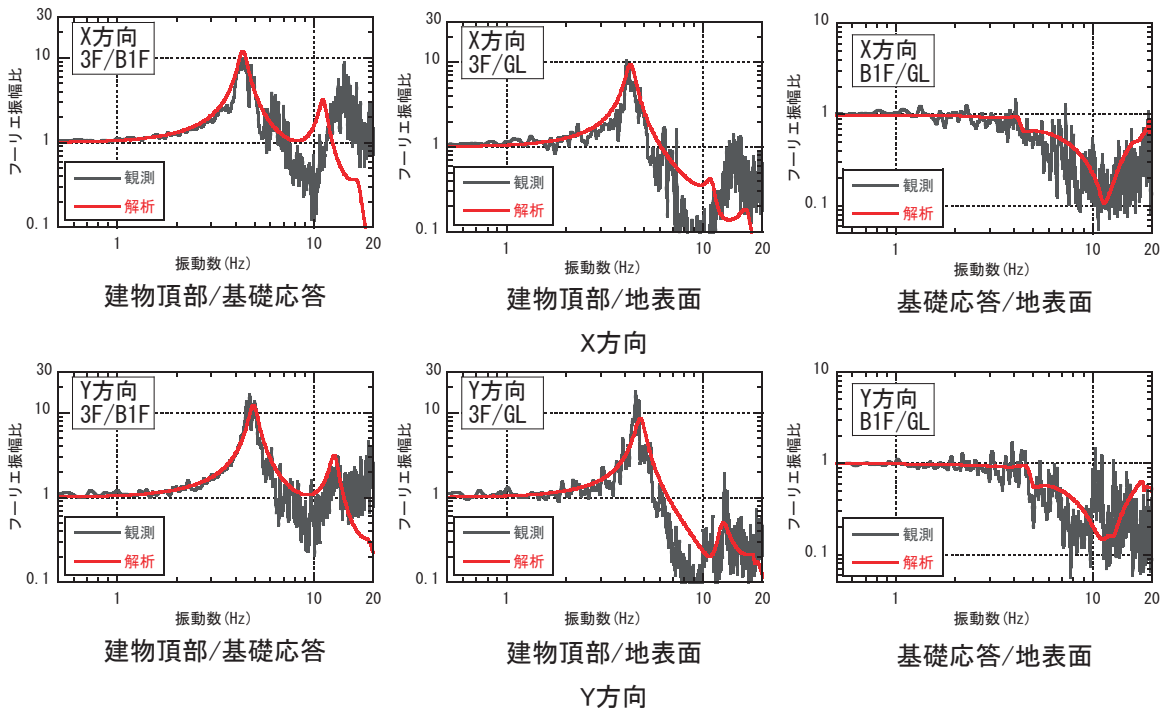 30
10
1
0.1
フーリエ振幅比
X方向
3F/B1F
観測
解析
1
10
20
振動数(Hz)
建物頂部/基礎応答
30
10
1
0.1
フーリエ振幅比
X方向
3F/GL
観測
解析
1
10
20
振動数(Hz)
建物頂部/地表面
10
1
0.1
フーリエ振幅比
X方向
B1F/GL
観測
解析
1
10
20
振動数(Hz)
基礎応答/地表面
X方向
30
10
1
0.1
フーリエ振幅比
Y方向
3F/B1F
観測
解析
1
10
20
振動数(Hz)
建物頂部/基礎応答
30
10
1
0.1
フーリエ振幅比
Y方向
3F/GL
観測
解析
1
10
20
振動数(Hz)
建物頂部/地表面
10
1
0.1
フーリエ振幅比
Y方向
B1F/GL
観測
解析
1
10
20
振動数(Hz)
基礎応答/地表面
Y方向